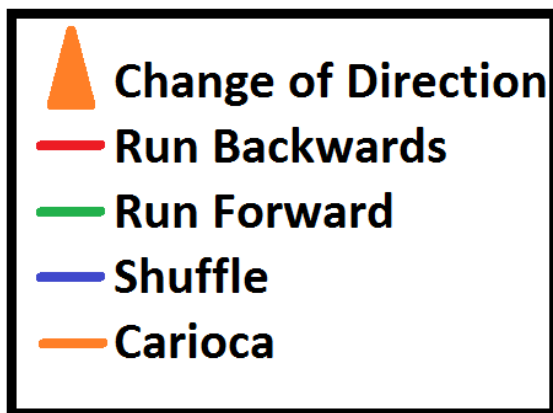 Change of Direction
Run Backwards
Run Forward
Shuffle
Carioca